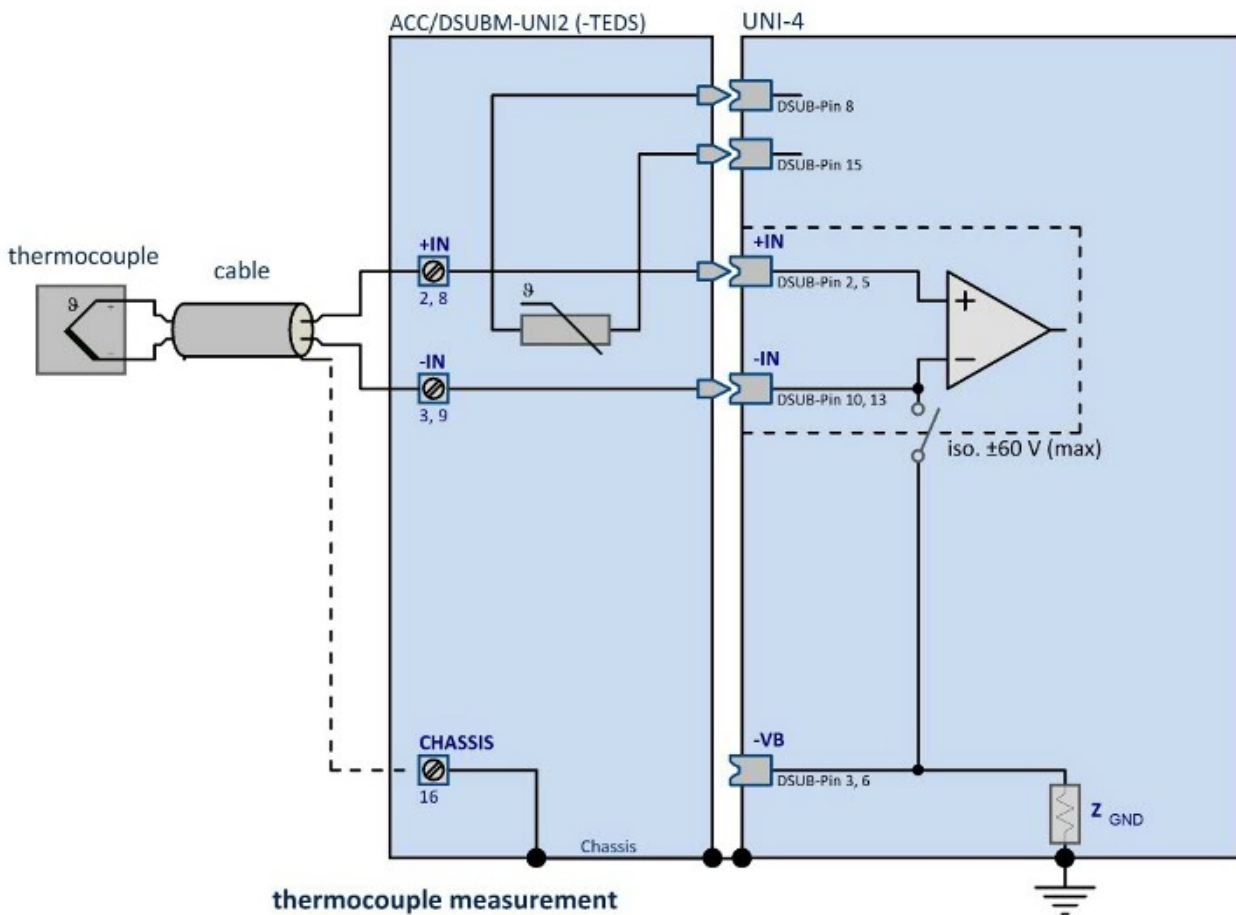 ACC/DSUBM-UNI2 (-TEDS)
UNI-4
DSUB-Pin 8
DSUB-Pin 15
thermocouple
cable
+IN
2, 8
ϑ
ϑ
+IN
DSUB-Pin 2, 5
+
-IN
3, 9
-IN
DSUB-Pin 10, 13
−
iso. ±60 V (max)
CHASSIS
16
-VB
DSUB-Pin 3, 6
Z GND
Chassis
thermocouple measurement